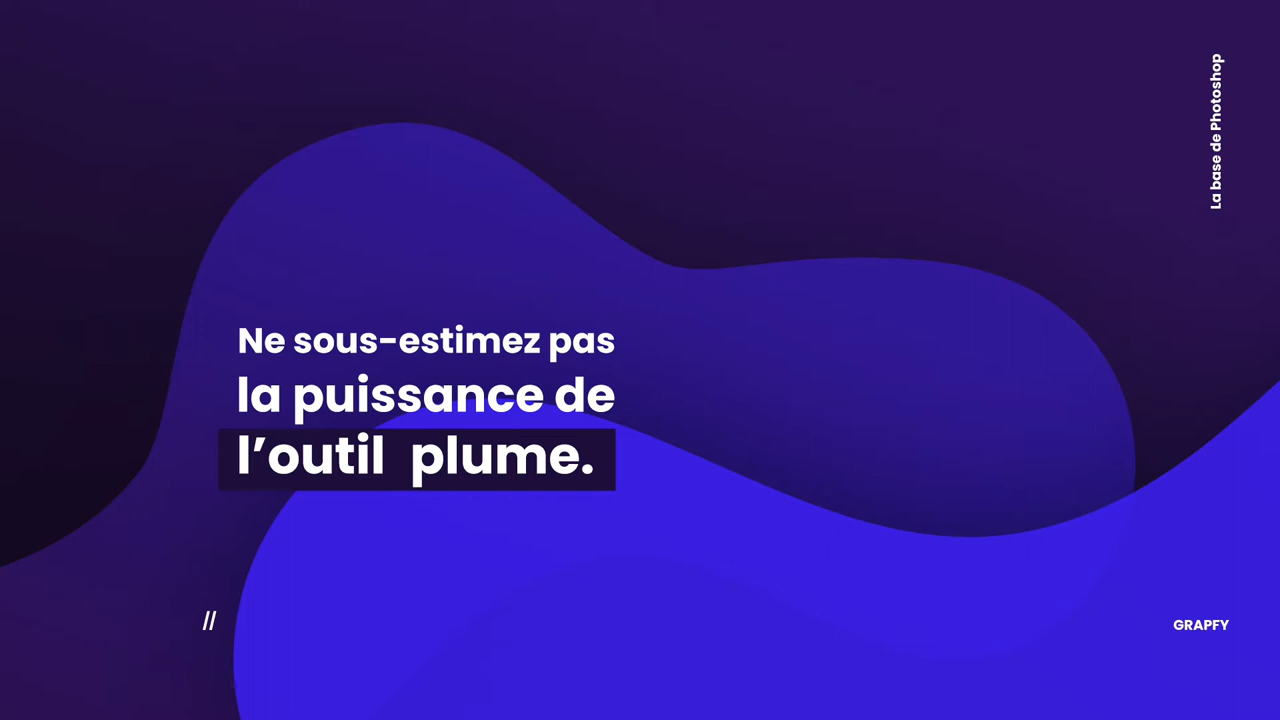 La base de Photoshop
Ne sous-estimez pas
la puissance de
l’outil  plume.
//
GRAPFY